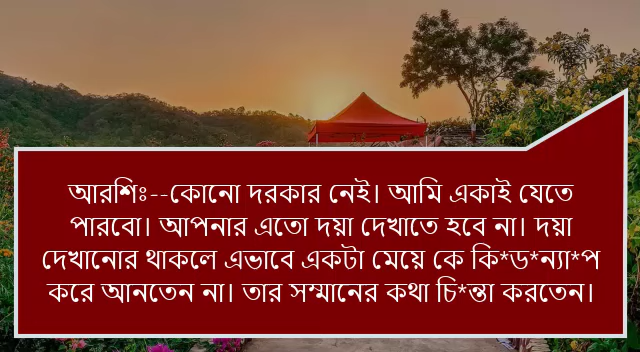 আরশিঃ--কোনো দরকার নেই। আমি একাই যেতে
পারবো। আপনার এতো দয়া দেখাতে হবে না। দয়া
দেখানোর থাকলে এভাবে একটা মেয়ে কে কি*ড*ন্যা*প
করে আনতেন না। তার সম্মানের কথা চি*ন্তা করতেন।